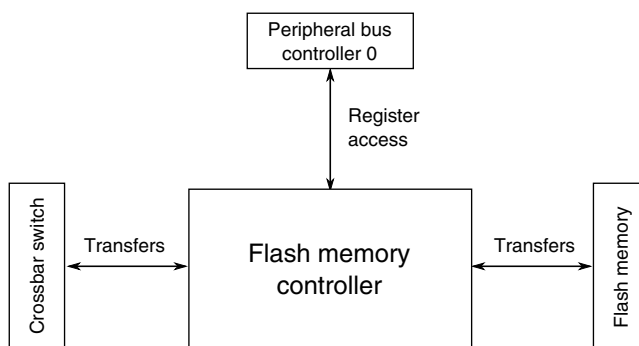 Peripheral bus
controller 0
Register
access
Crossbar switch
Transfers
Flash memory
controller
Transfers
Flash memory